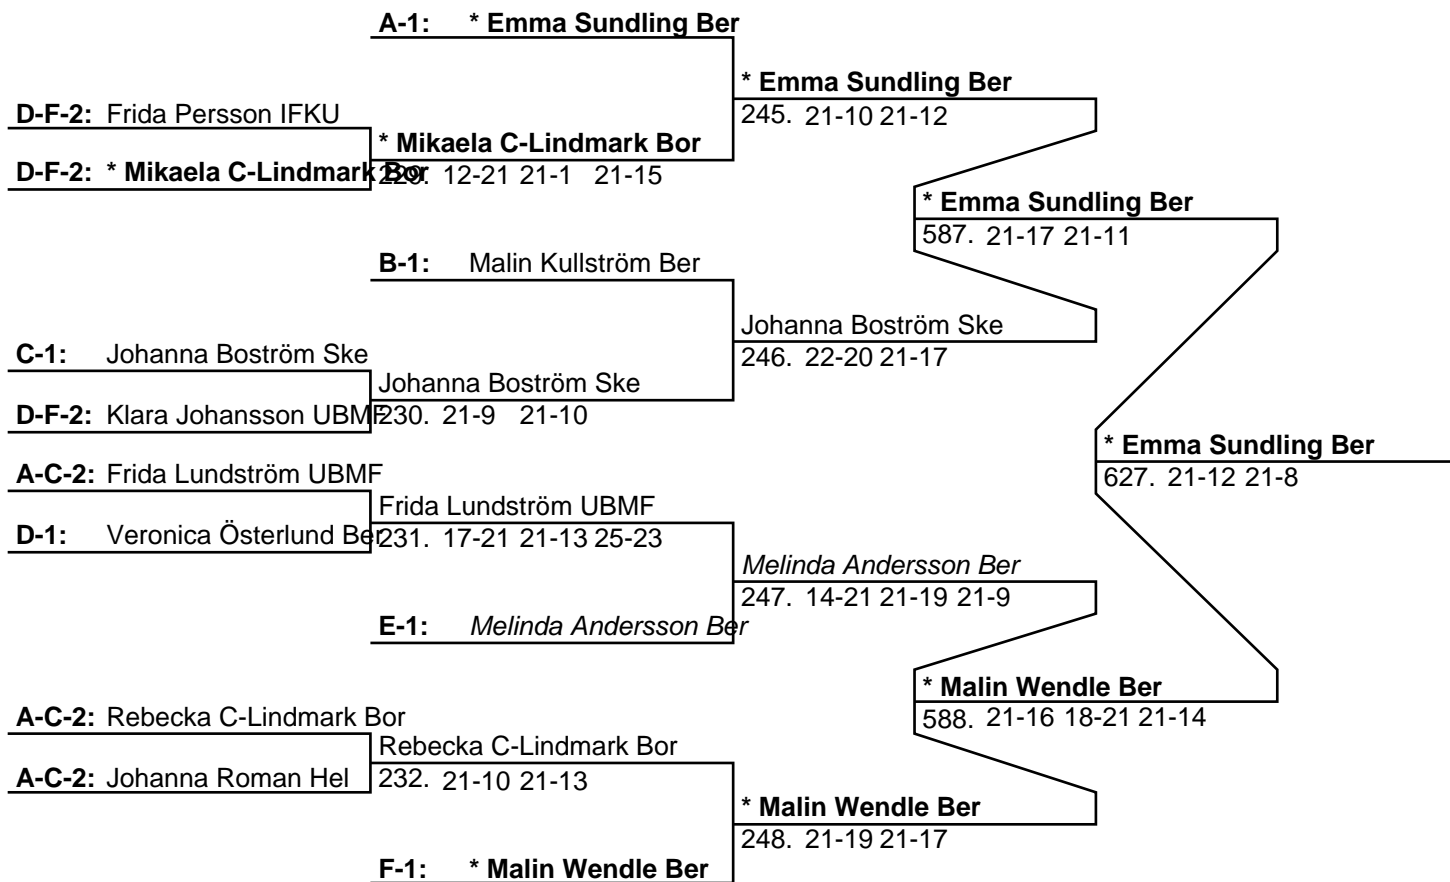 A-1: * Emma Sundling Ber
* Emma Sundling Ber
D-F-2: Frida Persson IFKU
245. 21-10 21-12
* Mikaela C-Lindmark Bor
D-F-2: * Mikaela C-Lindmark Bor
229. 12-21 21-1 21-15
* Emma Sundling Ber
587. 21-17 21-11
B-1: Malin Kullström Ber
Johanna Boström Ske
C-1: Johanna Boström Ske
246. 22-20 21-17
Johanna Boström Ske
D-F-2: Klara Johansson UBMF
230. 21-9 21-10
* Emma Sundling Ber
A-C-2: Frida Lundström UBMF
627. 21-12 21-8
Frida Lundström UBMF
D-1: Veronica Österlund Ber
231. 17-21 21-13 25-23
Melinda Andersson Ber
247. 14-21 21-19 21-9
E-1: Melinda Andersson Ber
* Malin Wendle Ber
A-C-2: Rebecka C-Lindmark Bor
588. 21-16 18-21 21-14
Rebecka C-Lindmark Bor
A-C-2: Johanna Roman Hel
232. 21-10 21-13
* Malin Wendle Ber
248. 21-19 21-17
F-1: * Malin Wendle Ber